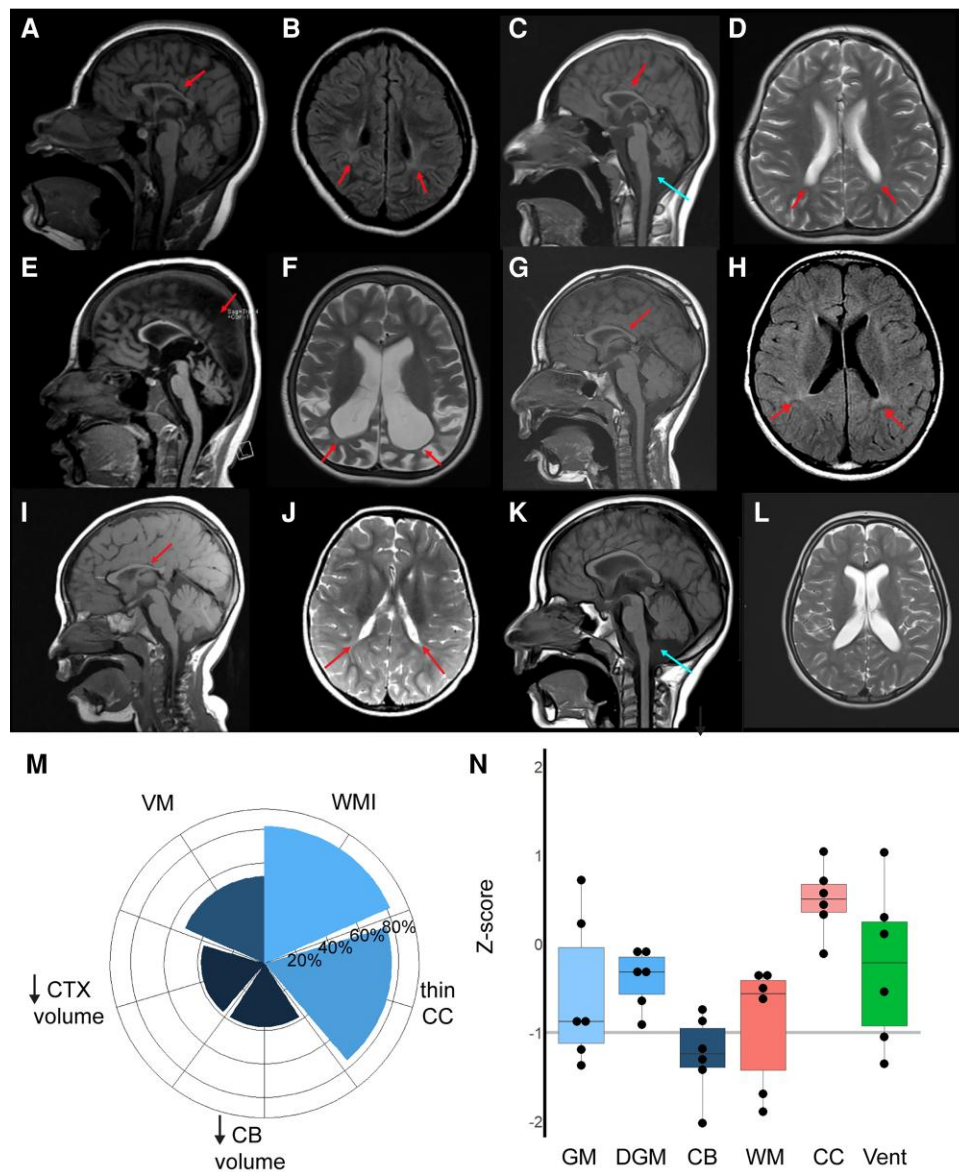 A
B
C
D
E
F
G
H
I
J
K
L
M
VM
WMI
80%
60%
40%
20%
thin
CC
↓ CTX
volume
↓ CB
volume
N
2
1
0
-1
-2
Z-score
GM DGM CB WM CC Vent